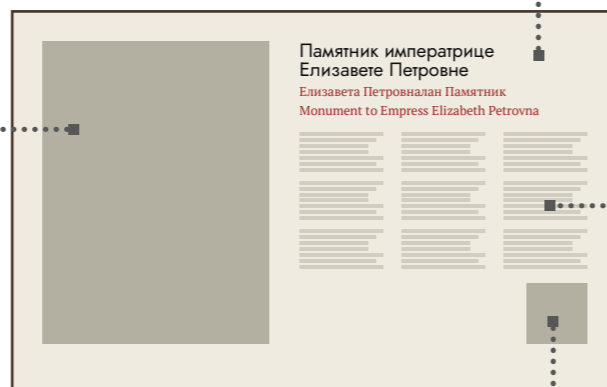 Памятник императрице
Елизавете Петровне
Елизавета Петровналан Памятник
Monument to Empress Elizabeth Petrovna